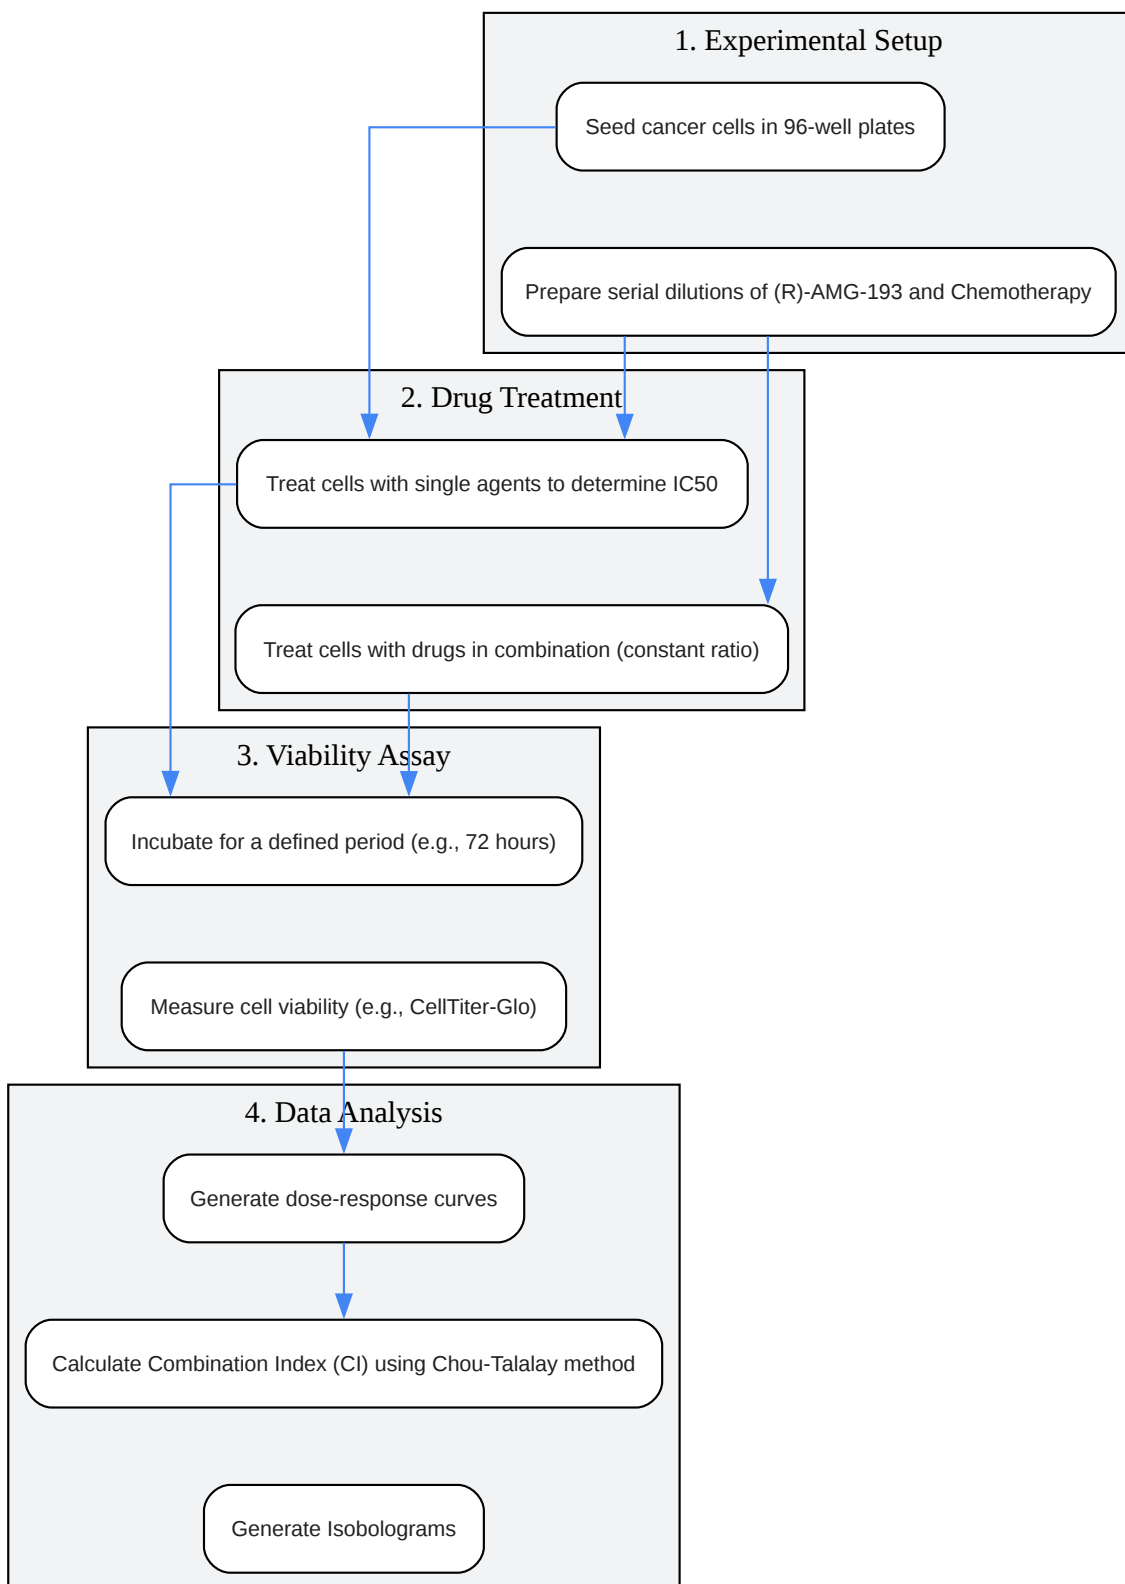 1. Experimental Setup
Seed cancer cells in 96-well plates
Prepare serial dilutions of (R)-AMG-193 and Chemotherapy
2. Drug Treatment
Treat cells with single agents to determine IC50
Treat cells with drugs in combination (constant ratio)
3. Viability Assay
Incubate for a defined period (e.g., 72 hours)
Measure cell viability (e.g., CellTiter-Glo)
4. Data Analysis
Generate dose-response curves
Calculate Combination Index (CI) using Chou-Talalay method
Generate Isobolograms